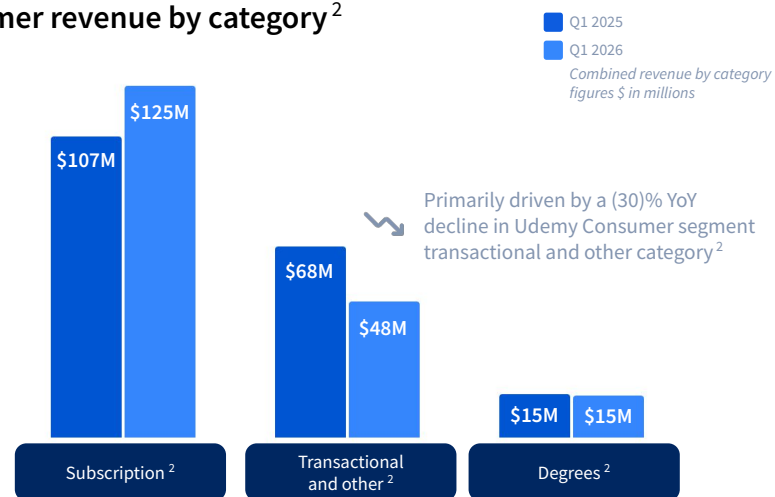 mer revenue by category 2
Q1 2025
Q1 2026
Combined revenue by category
figures $ in millions
$107M
$125M
Primarily driven by a (30)% YoY
decline in Udemy Consumer segment
transactional and other category 2
$68M
$48M
$15M
$15M
Subscription 2
Transactional
and other 2
Degrees 2